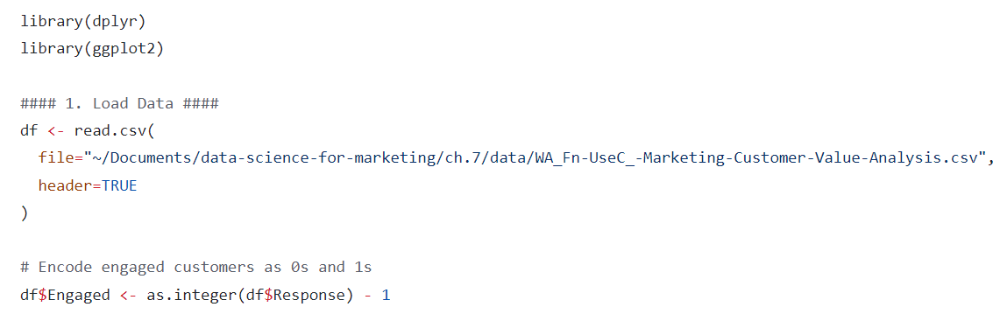 library(dplyr)
library(ggplot2)
#### 1. Load Data ####
df <- read.csv(
  file="~/Documents/data-science-for-marketing/ch.7/data/WA_Fn-UseC_-Marketing-Customer-Value-Analysis.csv",
  header=TRUE
)
# Encode engaged customers as 0s and 1s
df$Engaged <- as.integer(df$Response) - 1